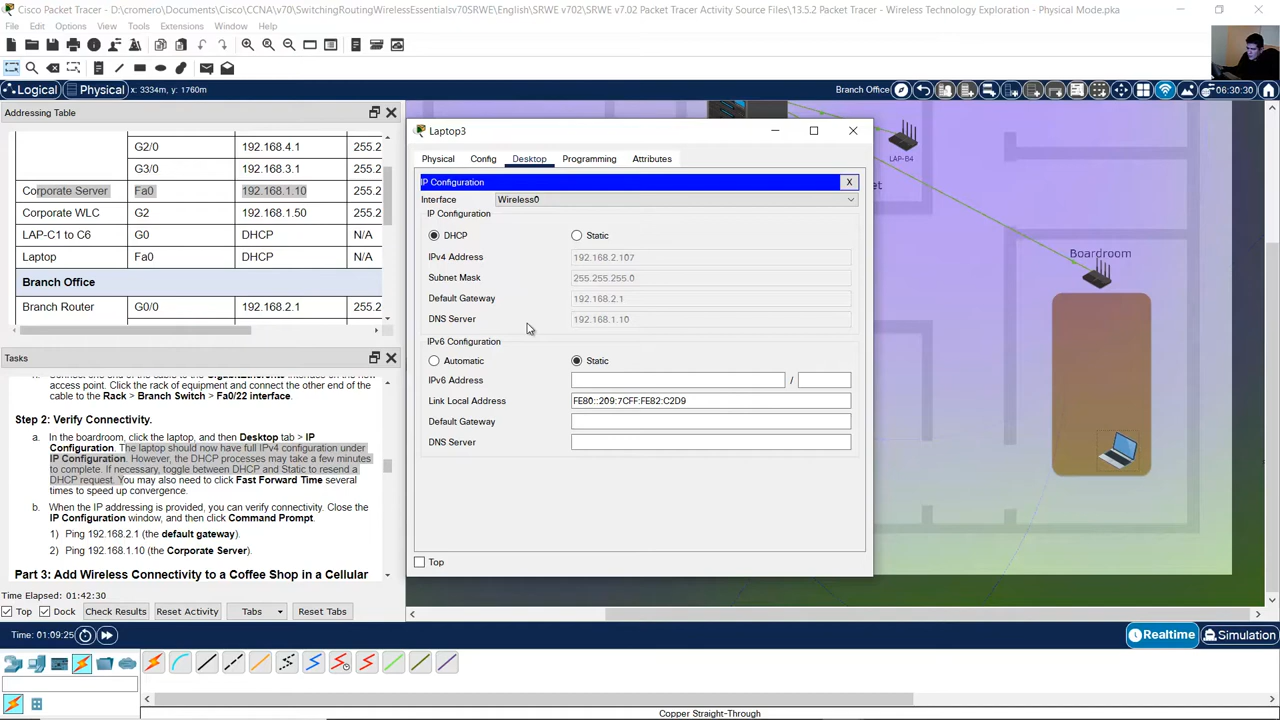 Cisco Packet Tracer - D:\cromero\Documents\Cisco\CCNA\v70\SwitchingRoutingWirelessEssentialsv70SRWE\English\SRWE v702\SRWE v7.02 Packet Tracer Activity Source Files\13.5.2 Packet Tracer - Wireless Technology Exploration - Physical Mode.pka
File Edit Options View Tools Extensions Window Help
Logical Physical x: 3334m, y: 1760m Branch Office 06:30:30
Addressing Table
G2/0 192.168.4.1 255.2
G3/0 192.168.3.1 255.2
Corporate Server Fa0 192.168.1.10 255.2
Corporate WLC G2 192.168.1.50 255.2
LAP-C1 to C6 G0 DHCP N/A
Laptop Fa0 DHCP N/A
Branch Office
Branch Router G0/0 192.168.2.1 255.2
Tasks
access point. Click the rack of equipment and connect the other end of the
cable to the Rack > Branch Switch > Fa0/22 interface.
Step 2: Verify Connectivity.
a. In the boardroom, click the laptop, and then Desktop tab > IP
Configuration. The laptop should now have full IPv4 configuration under
IP Configuration. However, the DHCP processes may take a few minutes
to complete. If necessary, toggle between DHCP and Static to resend a
DHCP request. You may also need to click Fast Forward Time several
times to speed up convergence.
b. When the IP addressing is provided, you can verify connectivity. Close the
IP Configuration window, and then click Command Prompt.
1) Ping 192.168.2.1 (the default gateway).
2) Ping 192.168.1.10 (the Corporate Server).
Part 3: Add Wireless Connectivity to a Coffee Shop in a Cellular
Time Elapsed: 01:42:30
Top Dock Check Results Reset Activity Tabs Reset Tabs
Laptop3
Physical Config Desktop Programming Attributes
IP Configuration X
Interface Wireless0
IP Configuration
DHCP Static
IPv4 Address 192.168.2.107
Subnet Mask 255.255.255.0
Default Gateway 192.168.2.1
DNS Server 192.168.1.10
IPv6 Configuration
Automatic Static
IPv6 Address /
Link Local Address FE80::209:7CFF:FE82:C2D9
Default Gateway
DNS Server
Top
LAP-B4
Boardroom
Time: 01:09:25 Realtime Simulation
Copper Straight-Through